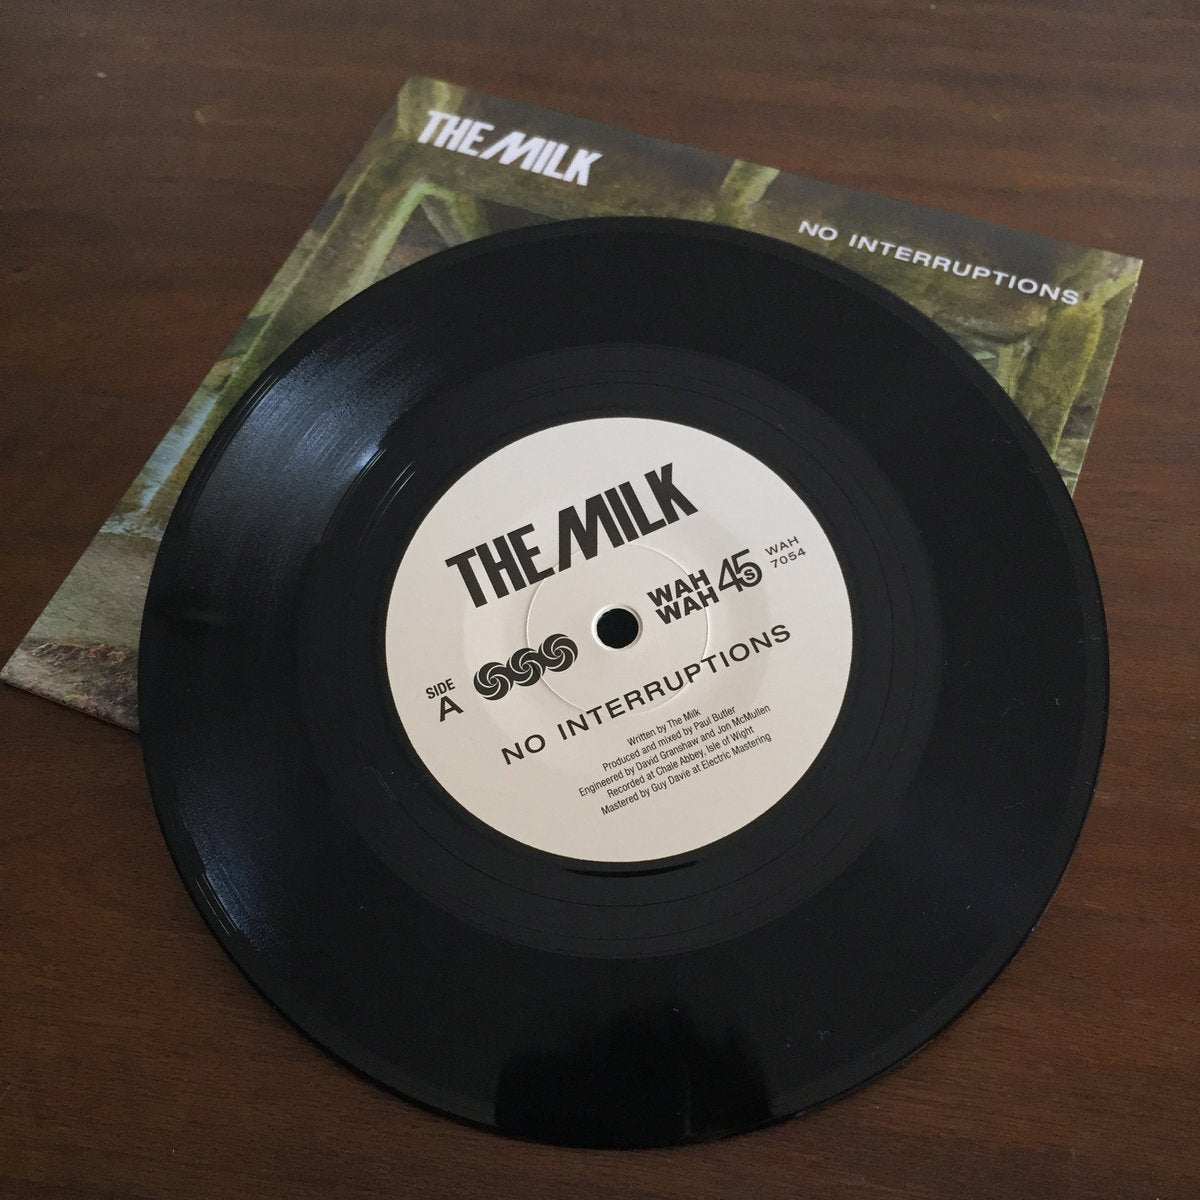 THE MILK
NO INTERRUPTIONS
THE MILK
WAH
WAH 45s
WAH
7054
SIDE
A
NO INTERRUPTIONS
Written by The Milk
Produced and mixed by Paul Butler
Engineered by David Granshaw and Jon McMullen
Recorded at Chale Abbey, Isle of Wight
Mastered by Guy Davie at Electric Mastering